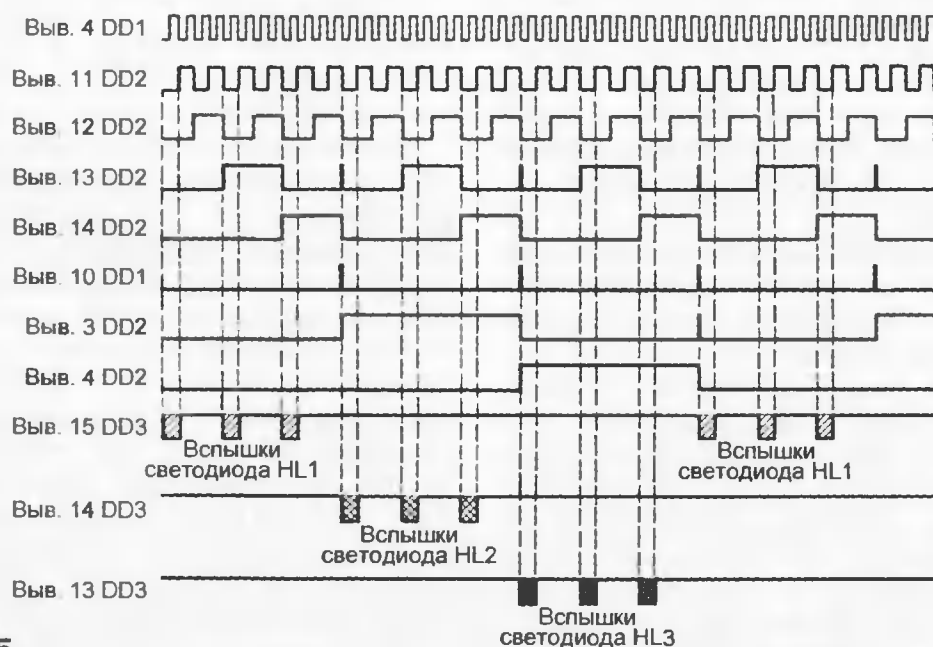 Выв. 4 DD1
Выв. 11 DD2
Выв. 12 DD2
Выв. 13 DD2
Выв. 14 DD2
Выв. 10 DD1
Выв. 3 DD2
Выв. 4 DD2
Выв. 15 DD3
Вспышки
светодиода HL1
Вспышки
светодиода HL1
Выв. 14 DD3
Вспышки
светодиода HL2
Выв. 13 DD3
Вспышки
светодиода HL3